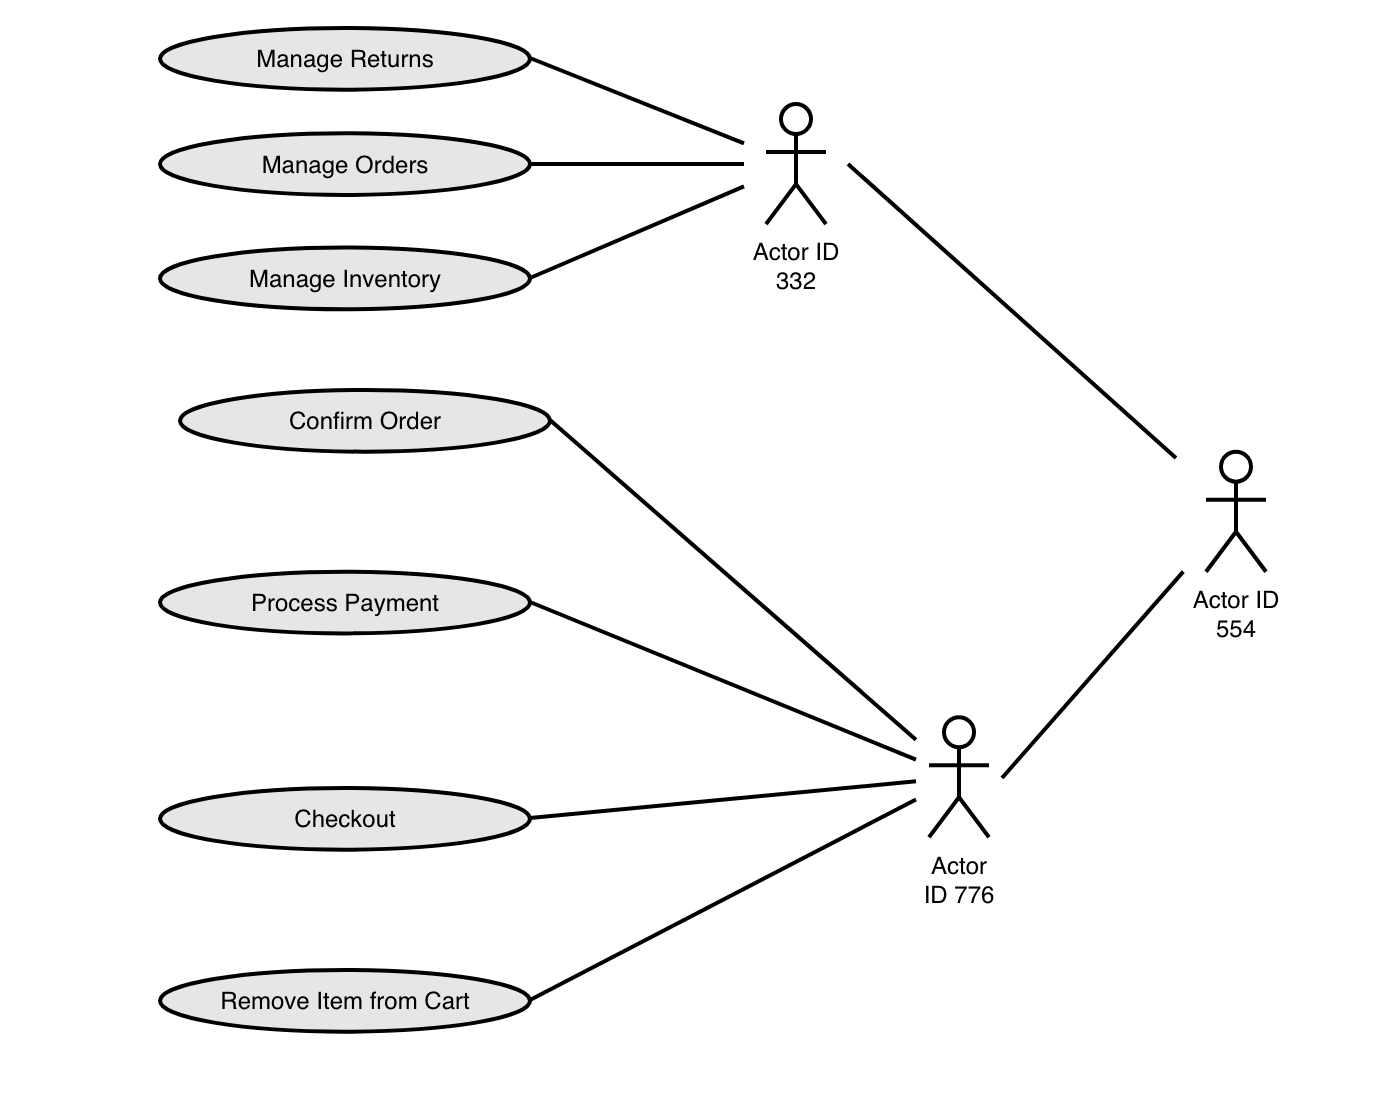 Manage Returns
Manage Orders
Actor ID
332
Manage Inventory
Confirm Order
Process Payment
Actor ID
554
Checkout
Actor
ID 776
Remove Item from Cart